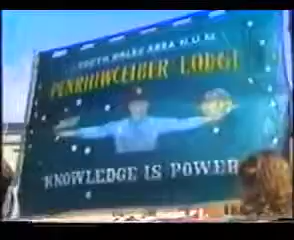 SOUTH WALES AREA N.U.M.
PENRHIWCEIBER LODGE
KNOWLEDGE IS POWER